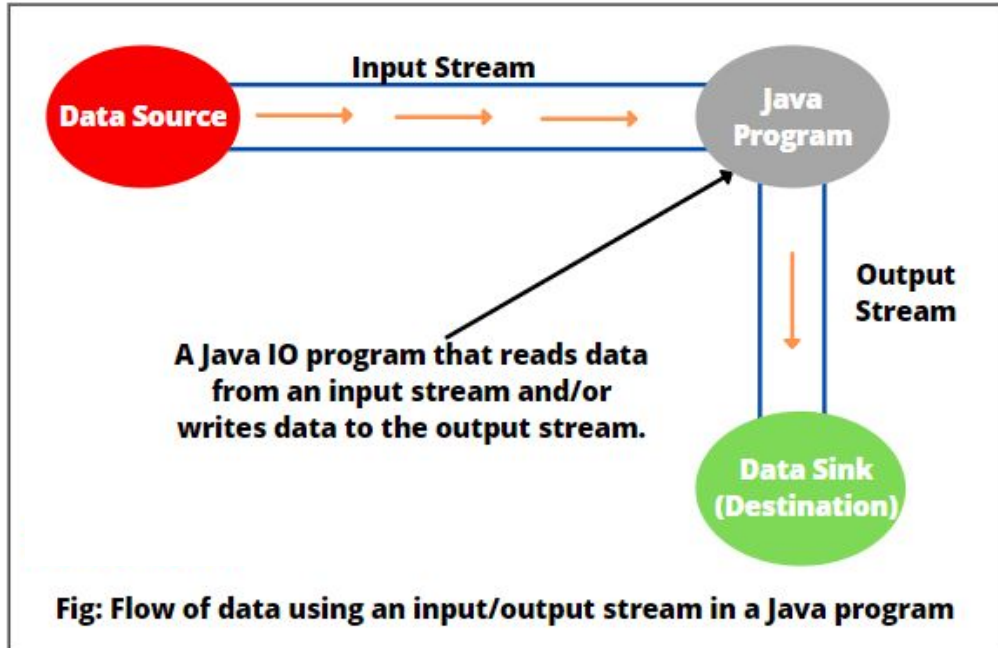 Input Stream
Data Source
Java
Program
Output
Stream
A Java IO program that reads data
from an input stream and/or
writes data to the output stream.
Data Sink
(Destination)
Fig: Flow of data using an input/output stream in a Java program